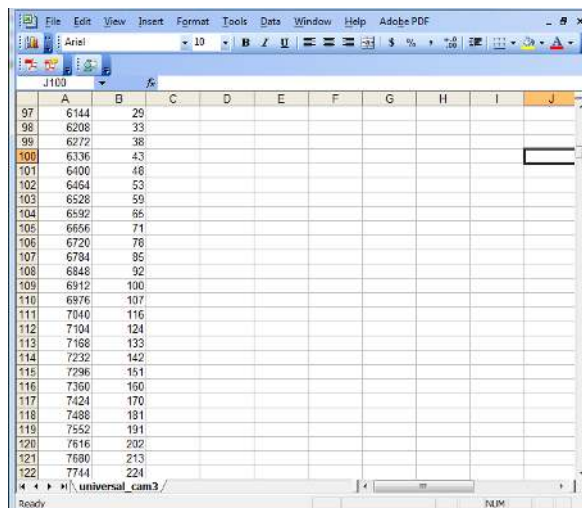 File Edit View Insert Format Tools Data Window Help Adobe PDF
Arial 10 B I U $ % , A
J100 fx
A B C D E F G H I J
97 6144 29
98 6208 33
99 6272 38
100 6336 43
101 6400 48
102 6464 53
103 6528 59
104 6592 65
105 6656 71
106 6720 78
107 6784 85
108 6848 92
109 6912 100
110 6976 107
111 7040 116
112 7104 124
113 7168 133
114 7232 142
115 7296 151
116 7360 160
117 7424 170
118 7488 181
119 7552 191
120 7616 202
121 7680 213
122 7744 224
universal_cam3
Ready NUM